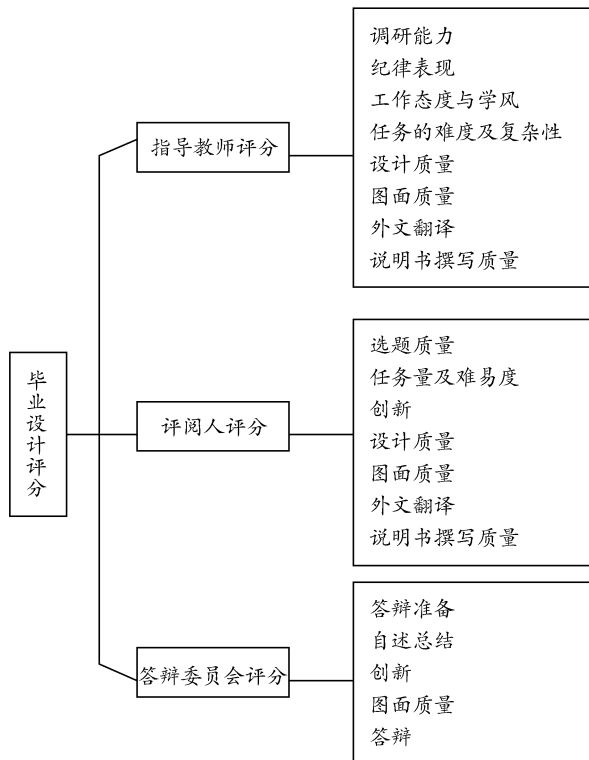 毕业设计评分
指导教师评分
调研能力
纪律表现
工作态度与学风
任务的难度及复杂性
设计质量
图面质量
外文翻译
说明书撰写质量
评阅人评分
选题质量
任务量及难易度
创新
设计质量
图面质量
外文翻译
说明书撰写质量
答辩委员会评分
答辩准备
自述总结
创新
图面质量
答辩